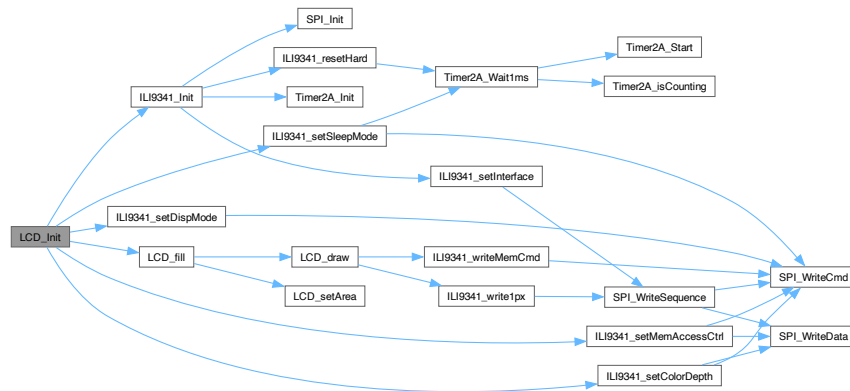 SPI_Init
ILI9341_resetHard
Timer2A_Start
Timer2A_Wait1ms
Timer2A_isCounting
ILI9341_Init
Timer2A_Init
ILI9341_setSleepMode
ILI9341_setInterface
ILI9341_setDispMode
LCD_Init
LCD_fill
LCD_draw
ILI9341_writeMemCmd
SPI_WriteCmd
LCD_setArea
ILI9341_write1px
SPI_WriteSequence
ILI9341_setMemAccessCtrl
SPI_WriteData
ILI9341_setColorDepth